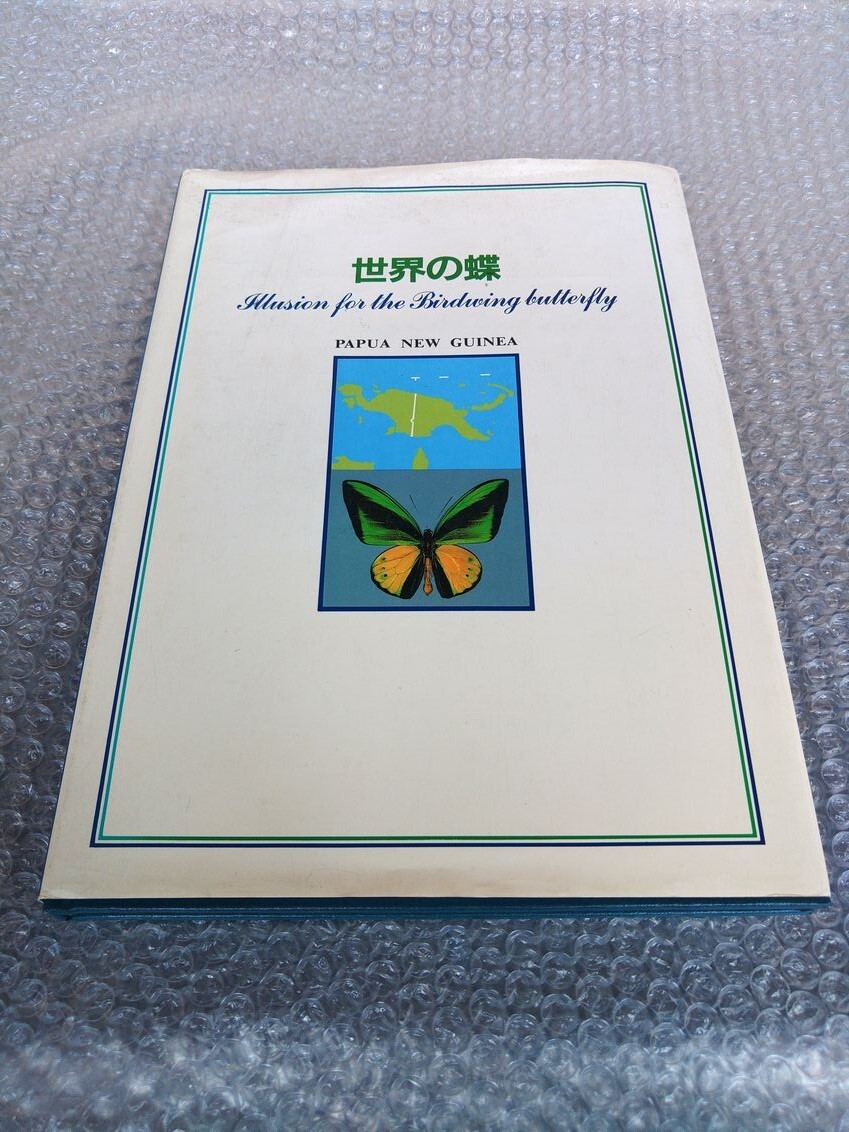 世界の蝶
Illusion for the Birdwing butterfly
PAPUA NEW GUINEA